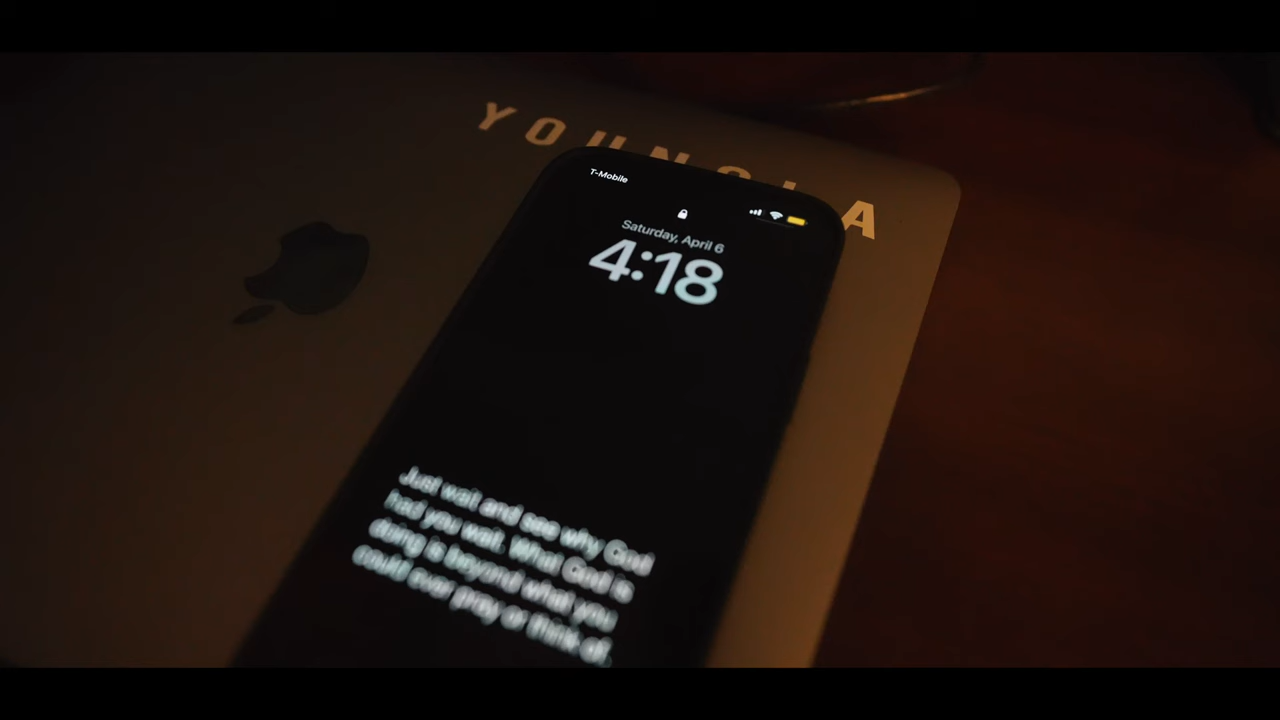 YOUNGLA
T-Mobile
Saturday, April 6
4:18
Just wait and see why God
had you wait. What God is
doing is beyond what you
could ever pray or think of.